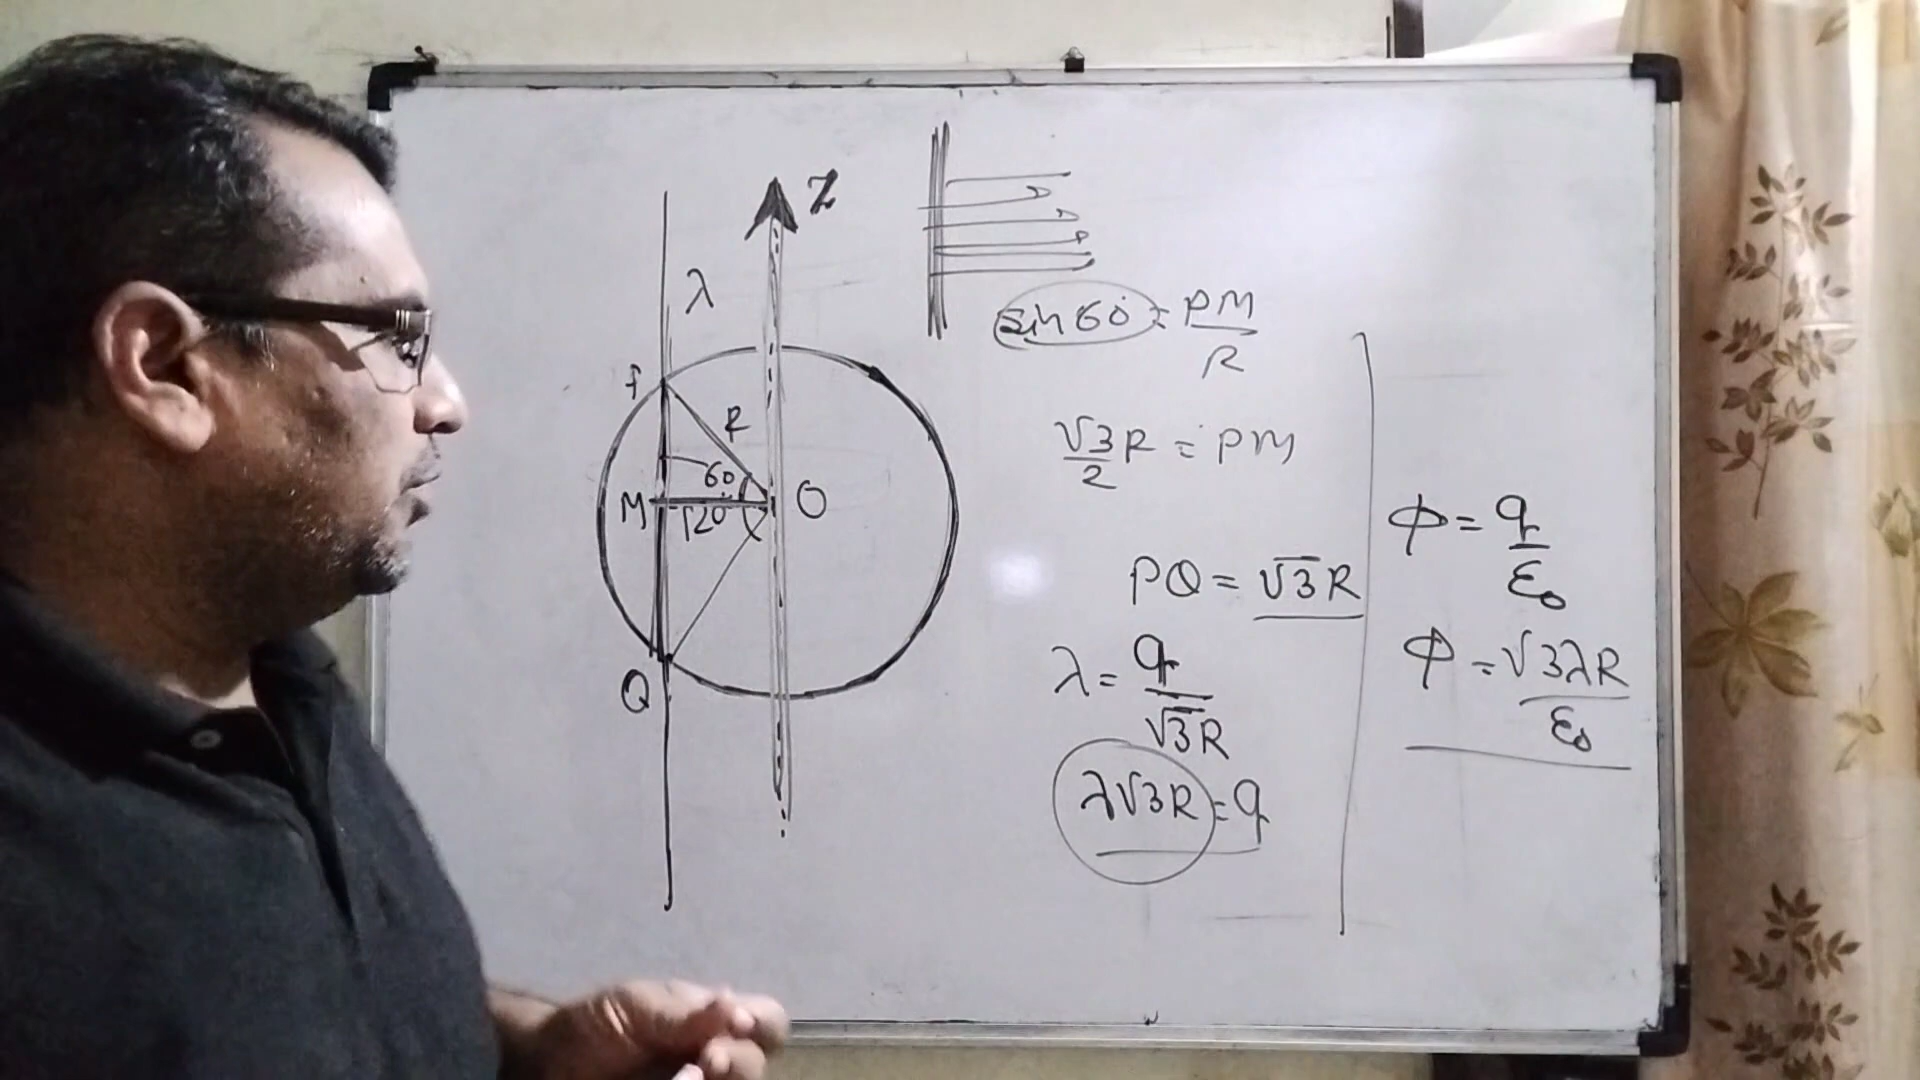 Z
λ
P
R
60°
M
120°
O
Q
sin 60° = PM/R
√3/2 R = PM
PQ = √3R
λ = q/√3R
λ√3R = q
Φ = q/ε₀
Φ = √3λR/ε₀